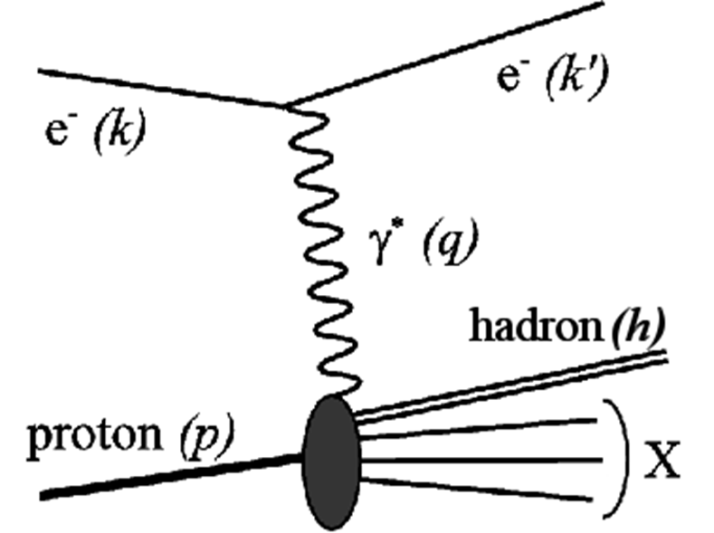 e⁻ (k)
e⁻ (k')
γ* (q)
hadron (h)
proton (p)
X